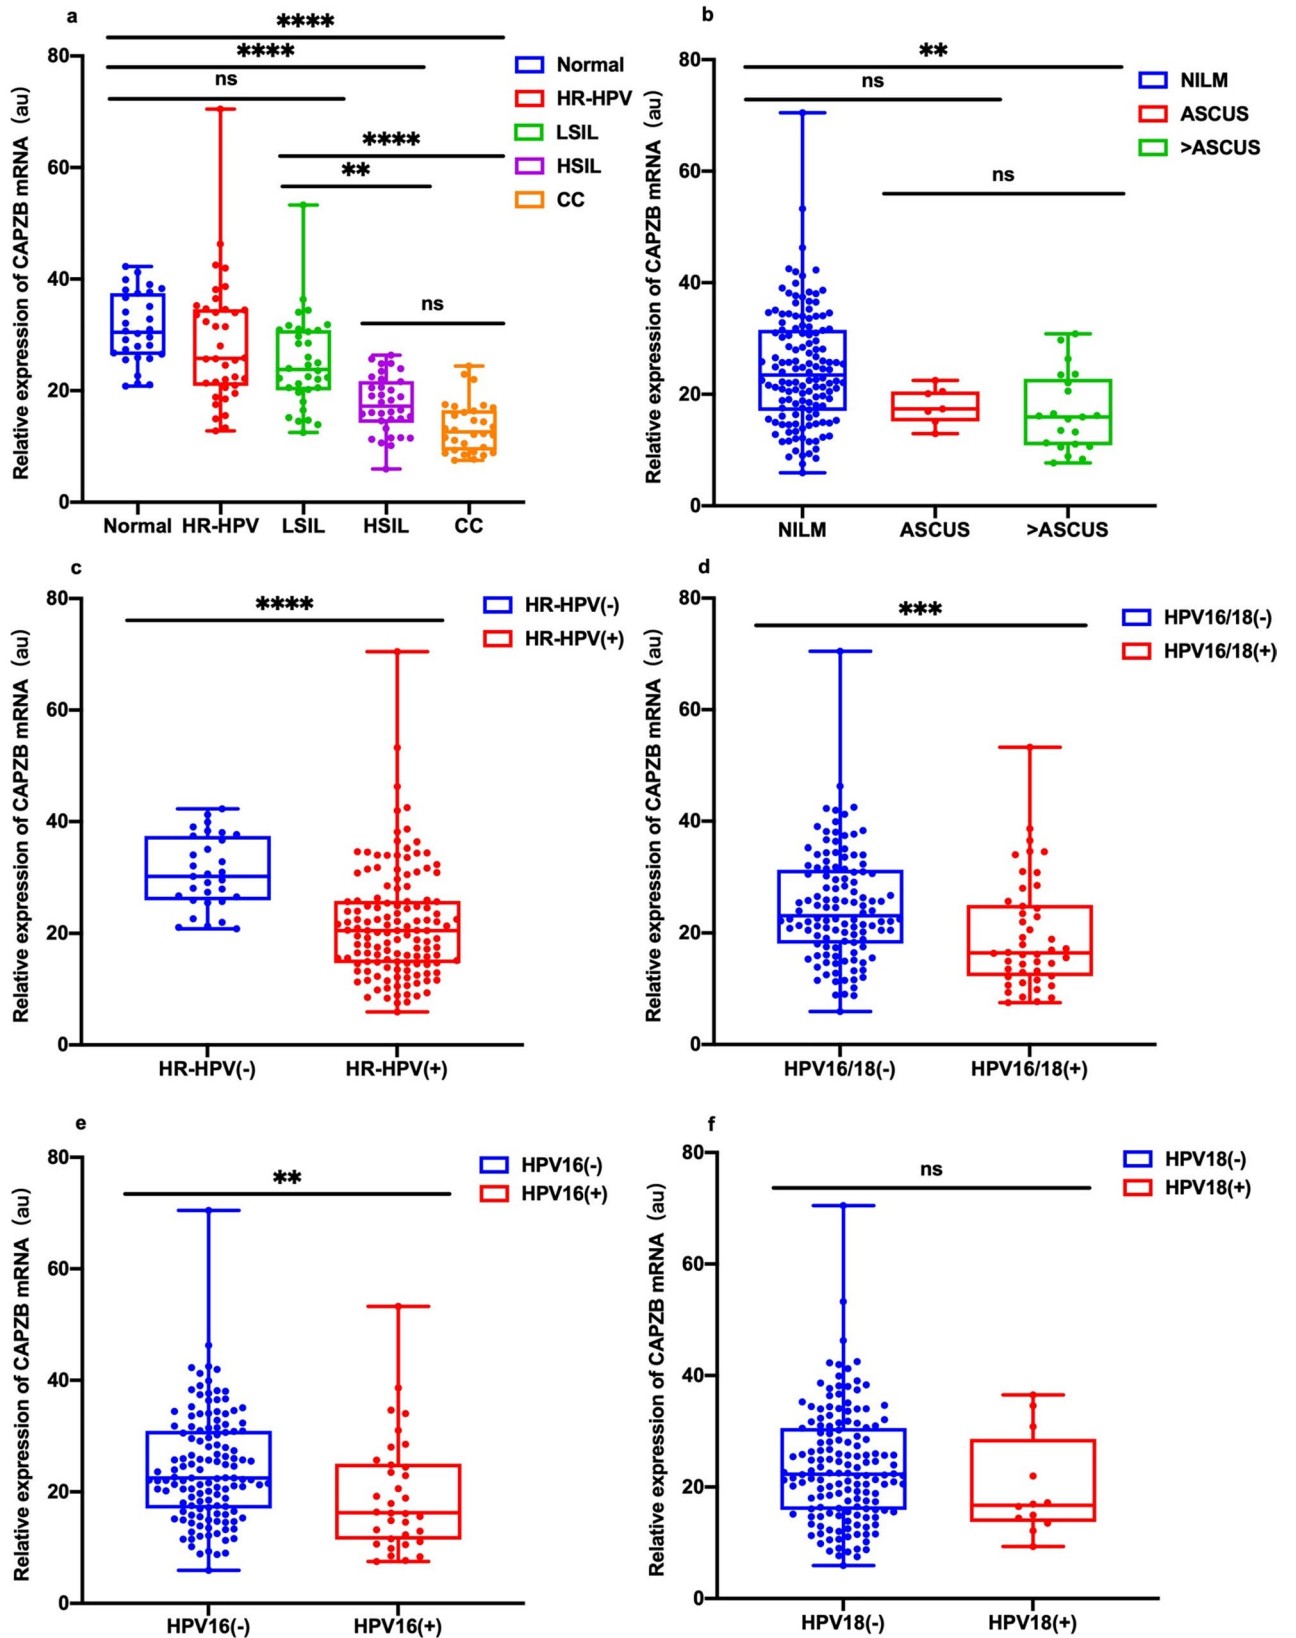 a
****
****
ns
****
**
ns
80
60
40
20
0
Relative expression of CAPZB mRNA (au)
Normal
HR-HPV
LSIL
HSIL
CC
Normal HR-HPV LSIL HSIL CC
b
**
ns
ns
80
60
40
20
0
Relative expression of CAPZB mRNA (au)
NILM
ASCUS
>ASCUS
NILM ASCUS >ASCUS
c
****
80
60
40
20
0
Relative expression of CAPZB mRNA (au)
HR-HPV(-)
HR-HPV(+)
HR-HPV(-) HR-HPV(+)
d
***
80
60
40
20
0
Relative expression of CAPZB mRNA (au)
HPV16/18(-)
HPV16/18(+)
HPV16/18(-) HPV16/18(+)
e
**
80
60
40
20
0
Relative expression of CAPZB mRNA (au)
HPV16(-)
HPV16(+)
HPV16(-) HPV16(+)
f
ns
80
60
40
20
0
Relative expression of CAPZB mRNA (au)
HPV18(-)
HPV18(+)
HPV18(-) HPV18(+)